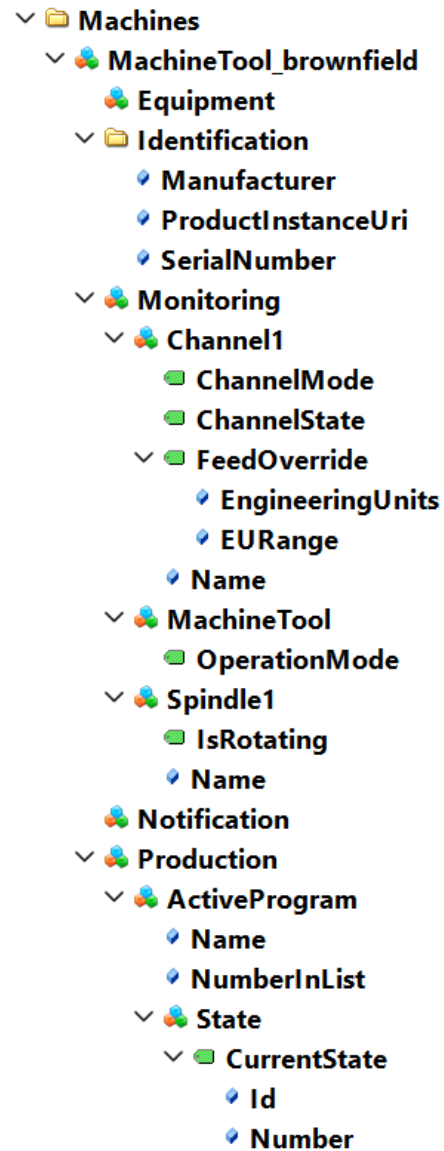 Machines
MachineTool_brownfield
Equipment
Identification
Manufacturer
ProductInstanceUri
SerialNumber
Monitoring
Channel1
ChannelMode
ChannelState
FeedOverride
EngineeringUnits
EURange
Name
MachineTool
OperationMode
Spindle1
IsRotating
Name
Notification
Production
ActiveProgram
Name
NumberInList
State
CurrentState
Id
Number